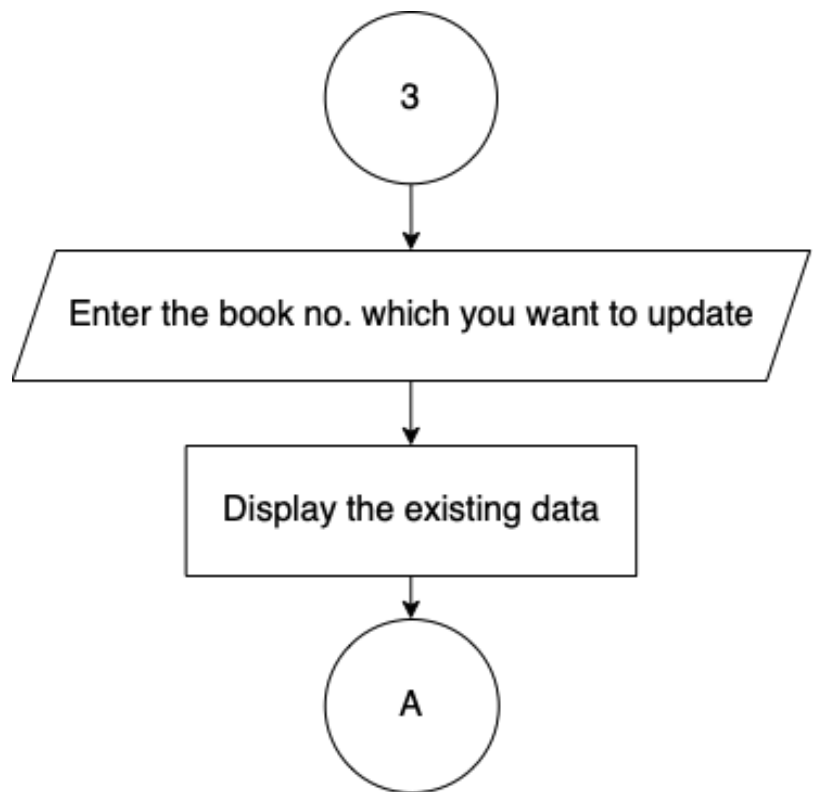 3
Enter the book no. which you want to update
Display the existing data
A